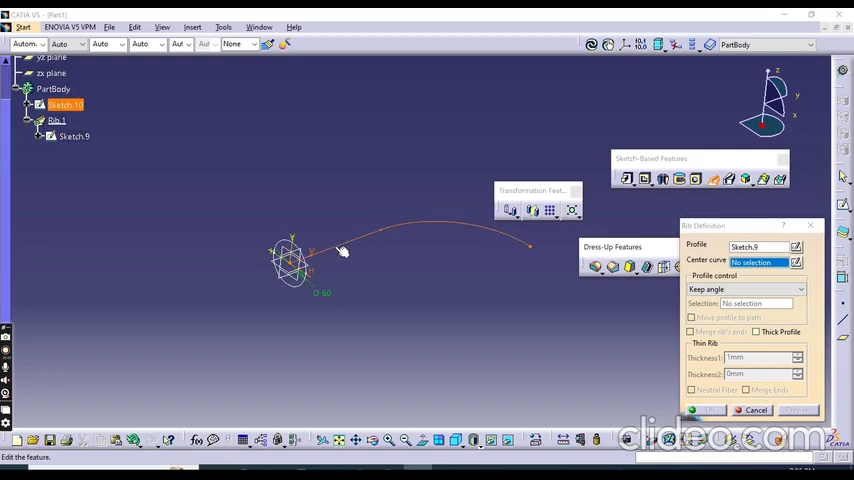 CATIA V5 - [Part1]
Start ENOVIA V5 VPM File Edit View Insert Tools Window Help
Automa Auto Auto Auto Aul Aut None PartBody
yz plane
zx plane
PartBody
Sketch.10
Rib.1
Sketch.9
z
y
x
Sketch-Based Features
Transformation Feat...
Dress-Up Features
Y
V
H
D 60
Rib Definition ? X
Profile Sketch.9
Center curve No selection
Profile control
Keep angle
Selection: No selection
Move profile to path
Merge rib's ends Thick Profile
Thin Rib
Thickness1: 1mm
Thickness2: 0mm
Neutral Fiber Merge Ends
OK Cancel Preview
clideo.com
CATIA
Edit the feature.